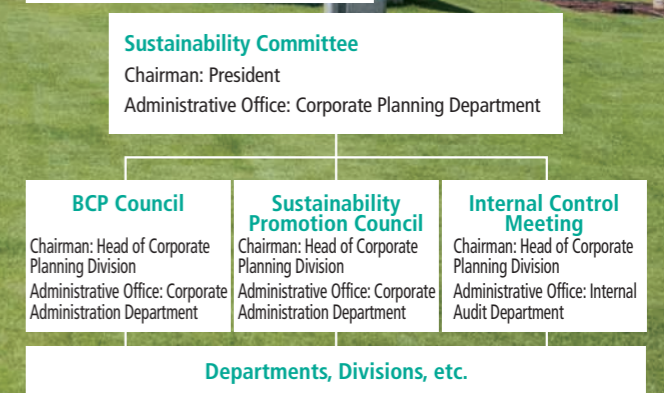 Sustainability Committee
Chairman: President
Administrative Office: Corporate Planning Department
BCP Council
Chairman: Head of Corporate
Planning Division
Administrative Office: Corporate
Administration Department
Sustainability
Promotion Council
Chairman: Head of Corporate
Planning Division
Administrative Office: Corporate
Administration Department
Internal Control
Meeting
Chairman: Head of Corporate
Planning Division
Administrative Office: Internal
Audit Department
Departments, Divisions, etc.